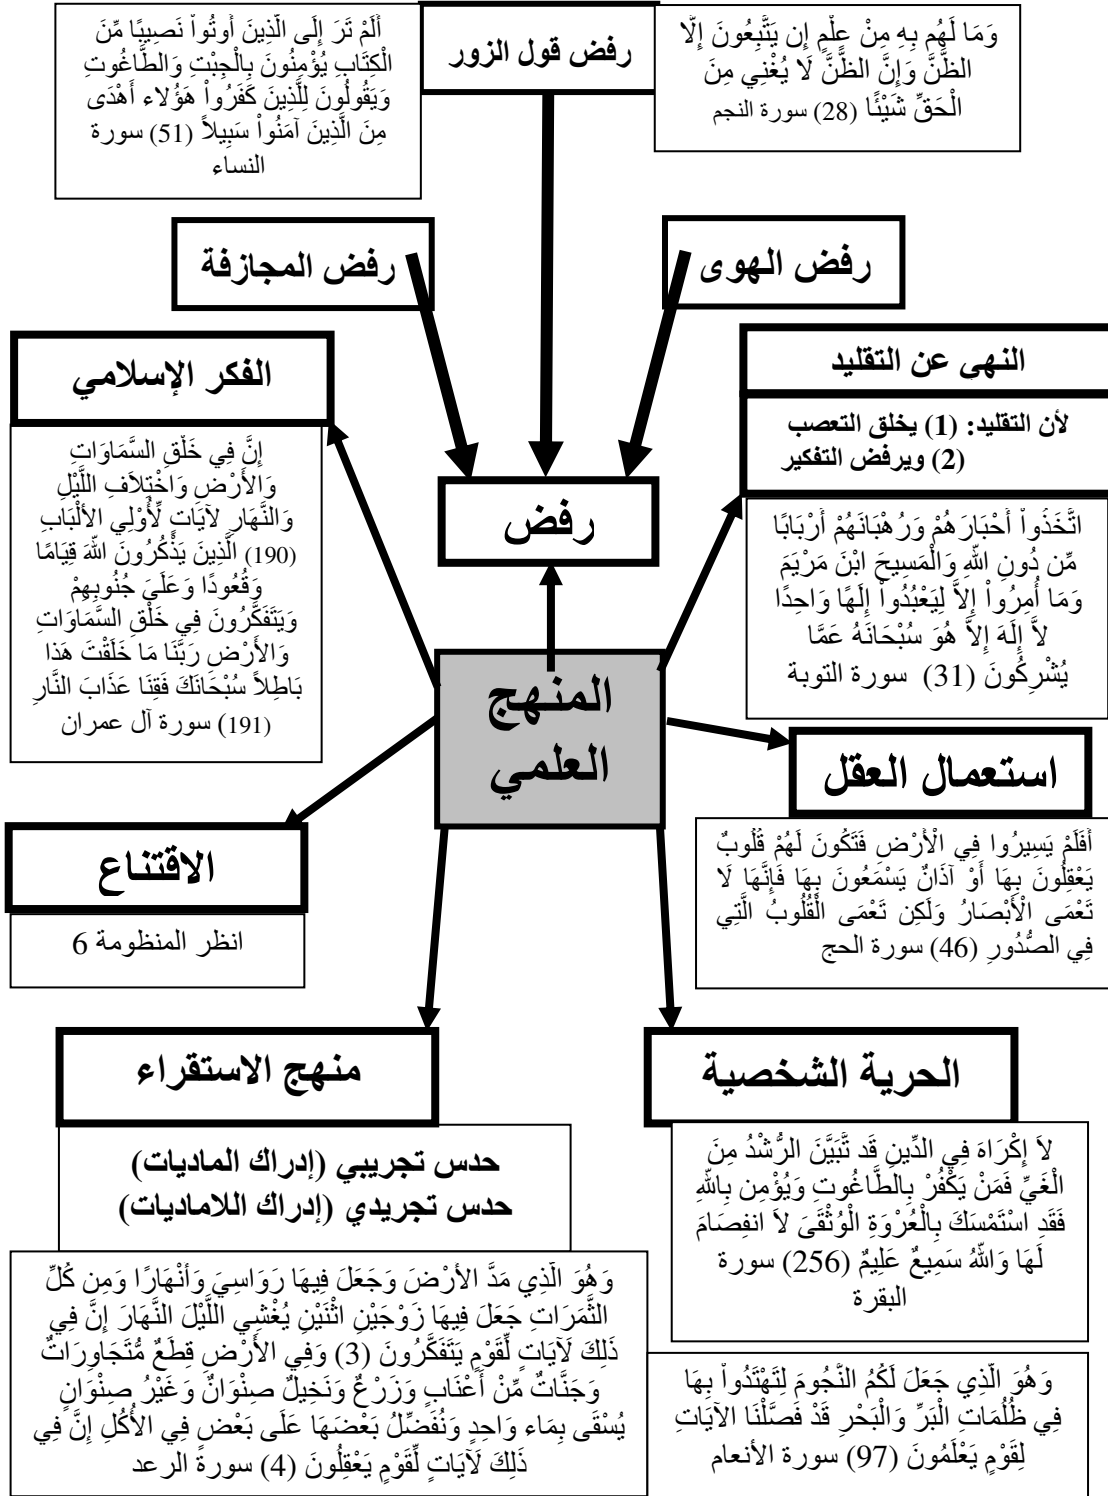 وَمَا لَهُم بِهِ مِنْ عِلْمٍ إِن يَتَّبِعُونَ إِلَّا
الظَّنَّ وَإِنَّ الظَّنَّ لَا يُغْنِي مِنَ
الْحَقِّ شَيْئًا (28) سورة النجم
رفض قول الزور
أَلَمْ تَرَ إِلَى الَّذِينَ أُوتُواْ نَصِيبًا مِّنَ
الْكِتَابِ يُؤْمِنُونَ بِالْجِبْتِ وَالطَّاغُوتِ
وَيَقُولُونَ لِلَّذِينَ كَفَرُواْ هَؤُلاء أَهْدَى
مِنَ الَّذِينَ آمَنُواْ سَبِيلاً (51) سورة
النساء
رفض الهوى
رفض المجازفة
النهى عن التقليد
لأن التقليد: (1) يخلق التعصب
(2) ويرفض التفكير
اتَّخَذُواْ أَحْبَارَهُمْ وَرُهْبَانَهُمْ أَرْبَابًا
مِّن دُونِ اللّهِ وَالْمَسِيحَ ابْنَ مَرْيَمَ
وَمَا أُمِرُواْ إِلاَّ لِيَعْبُدُواْ إِلَهًا وَاحِدًا
لاَّ إِلَهَ إِلاَّ هُوَ سُبْحَانَهُ عَمَّا
يُشْرِكُونَ (31) سورة التوبة
رفض
الفكر الإسلامي
إِنَّ فِي خَلْقِ السَّمَاوَاتِ
وَالأَرْضِ وَاخْتِلاَفِ اللَّيْلِ
وَالنَّهَارِ لآيَاتٍ لِّأُوْلِي الألْبَابِ
(190) الَّذِينَ يَذْكُرُونَ اللّهَ قِيَامًا
وَقُعُودًا وَعَلَىَ جُنُوبِهِمْ
وَيَتَفَكَّرُونَ فِي خَلْقِ السَّمَاوَاتِ
وَالأَرْضِ رَبَّنَا مَا خَلَقْتَ هَذا
بَاطِلاً سُبْحَانَكَ فَقِنَا عَذَابَ النَّارِ
(191) سورة آل عمران
المنهج
العلمي
استعمال العقل
أَفَلَمْ يَسِيرُوا فِي الْأَرْضِ فَتَكُونَ لَهُمْ قُلُوبٌ
يَعْقِلُونَ بِهَا أَوْ آذَانٌ يَسْمَعُونَ بِهَا فَإِنَّهَا لَا
تَعْمَى الْأَبْصَارُ وَلَكِن تَعْمَى الْقُلُوبُ الَّتِي
فِي الصُّدُورِ (46) سورة الحج
الاقتناع
انظر المنظومة 6
الحرية الشخصية
لاَ إِكْرَاهَ فِي الدِّينِ قَد تَّبَيَّنَ الرُّشْدُ مِنَ
الْغَيِّ فَمَنْ يَكْفُرْ بِالطَّاغُوتِ وَيُؤْمِن بِاللّهِ
فَقَدِ اسْتَمْسَكَ بِالْعُرْوَةِ الْوُثْقَىَ لاَ انفِصَامَ
لَهَا وَاللّهُ سَمِيعٌ عَلِيمٌ (256) سورة
البقرة
وَهُوَ الَّذِي جَعَلَ لَكُمُ النُّجُومَ لِتَهْتَدُواْ بِهَا
فِي ظُلُمَاتِ الْبَرِّ وَالْبَحْرِ قَدْ فَصَّلْنَا الآيَاتِ
لِقَوْمٍ يَعْلَمُونَ (97) سورة الأنعام
منهج الاستقراء
حدس تجريبي (إدراك الماديات)
حدس تجريدي (إدراك اللاماديات)
وَهُوَ الَّذِي مَدَّ الأَرْضَ وَجَعَلَ فِيهَا رَوَاسِيَ وَأَنْهَارًا وَمِن كُلِّ
الثَّمَرَاتِ جَعَلَ فِيهَا زَوْجَيْنِ اثْنَيْنِ يُغْشِي اللَّيْلَ النَّهَارَ إِنَّ فِي
ذَلِكَ لَآيَاتٍ لِّقَوْمٍ يَتَفَكَّرُونَ (3) وَفِي الأَرْضِ قِطَعٌ مُّتَجَاوِرَاتٌ
وَجَنَّاتٌ مِّنْ أَعْنَابٍ وَزَرْعٌ وَنَخِيلٌ صِنْوَانٌ وَغَيْرُ صِنْوَانٍ
يُسْقَى بِمَاء وَاحِدٍ وَنُفَضِّلُ بَعْضَهَا عَلَى بَعْضٍ فِي الأُكُلِ إِنَّ فِي
ذَلِكَ لَآيَاتٍ لِّقَوْمٍ يَعْقِلُونَ (4) سورة الرعد